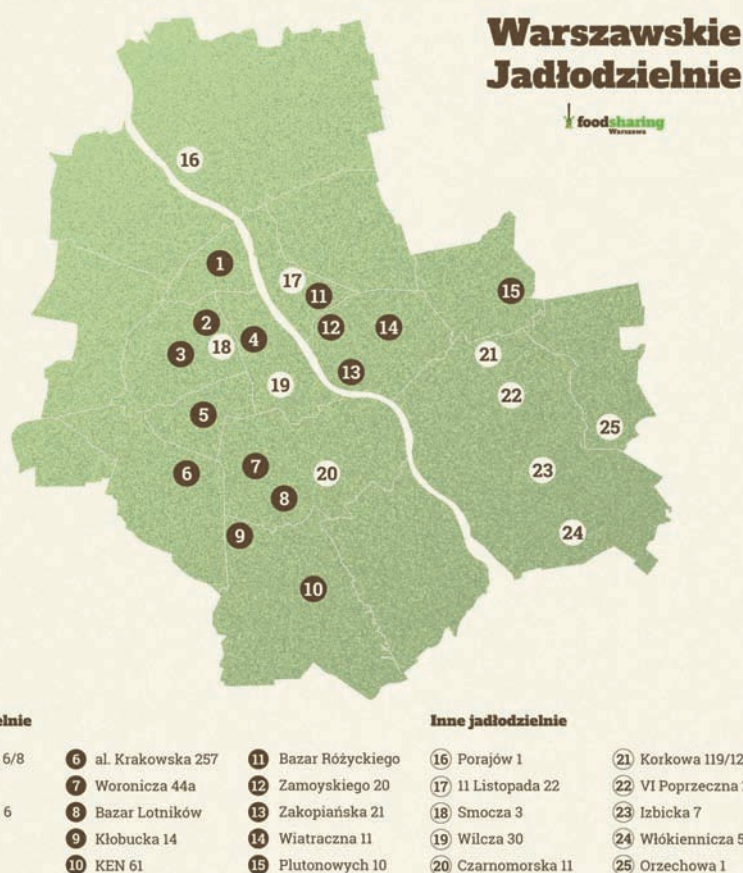 Warszawskie
Jadłodzielnie
foodsharing
Warszawa
16
1
17
11
15
2
12
14
18
4
3
21
13
19
22
5
25
7
6
20
23
8
24
9
10
elnie
6/8
6
6 al. Krakowska 257
7 Woronicza 44a
8 Bazar Lotników
9 Kłobucka 14
10 KEN 61
11 Bazar Różyckiego
12 Zamoyskiego 20
13 Zakopiańska 21
14 Wiatraczna 11
15 Plutonowych 10
Inne jadłodzielnie
16 Porajów 1
17 11 Listopada 22
18 Smocza 3
19 Wilcza 30
20 Czarnomorska 11
21 Korkowa 119/12
22 VI Poprzeczna
23 Izbicka 7
24 Włókiennicza 5
25 Orzechowa 1